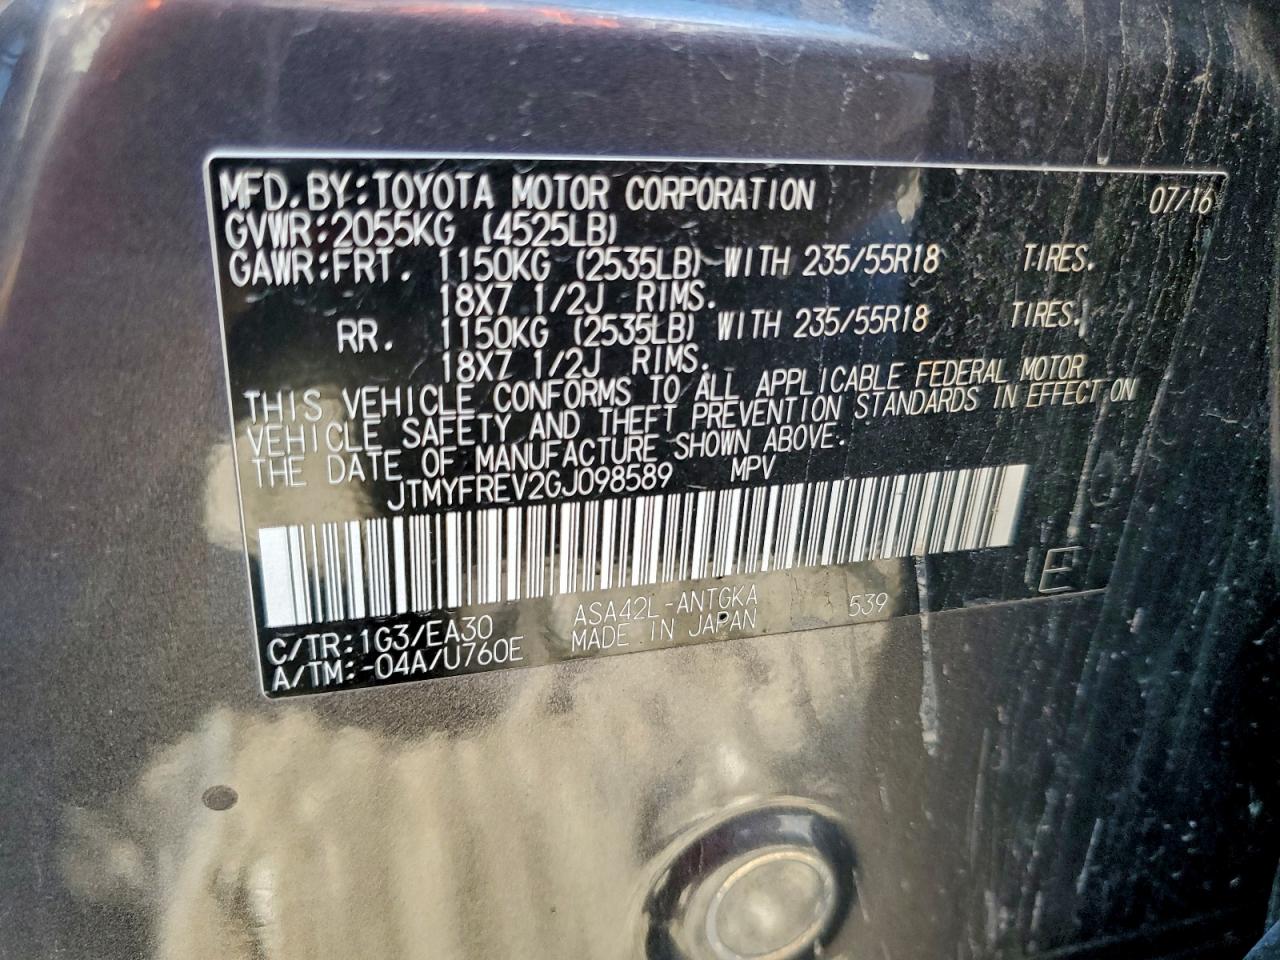 MFD.BY:TOYOTA MOTOR CORPORATION 07/16
GVWR:2055KG (4525LB)
GAWR:FRT. 1150KG (2535LB) WITH 235/55R18 TIRES.
18X7 1/2J RIMS.
RR. 1150KG (2535LB) WITH 235/55R18 TIRES.
18X7 1/2J RIMS.
THIS VEHICLE CONFORMS TO ALL APPLICABLE FEDERAL MOTOR
VEHICLE SAFETY AND THEFT PREVENTION STANDARDS IN EFFECT ON
THE DATE OF MANUFACTURE SHOWN ABOVE.
JTMYFREV2GJ098589 MPV
E
C/TR:1G3/EA30 ASA42L-ANTGKA 539
A/TM:-04A/U760E MADE IN JAPAN